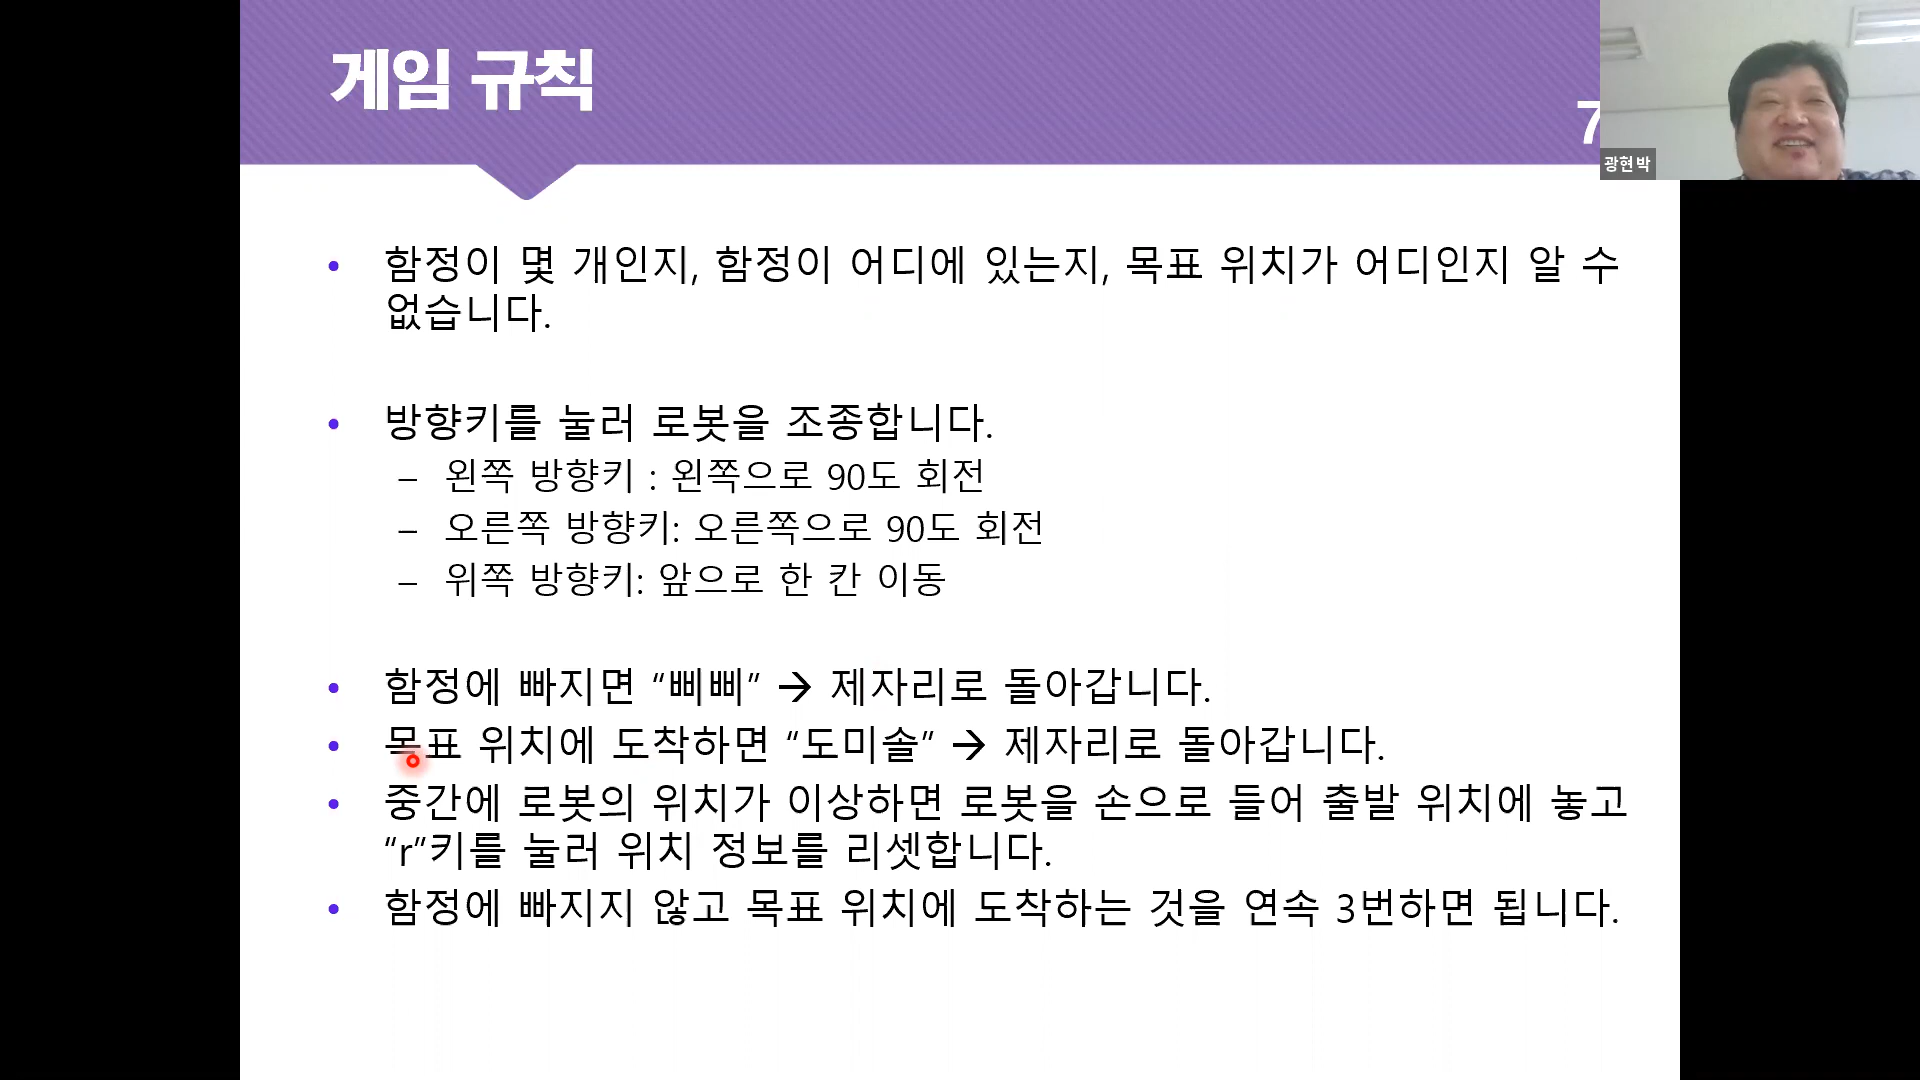 게임 규칙
7
광현 박
• 함정이 몇 개인지, 함정이 어디에 있는지, 목표 위치가 어디인지 알 수
없습니다.
• 방향키를 눌러 로봇을 조종합니다.
– 왼쪽 방향키 : 왼쪽으로 90도 회전
– 오른쪽 방향키: 오른쪽으로 90도 회전
– 위쪽 방향키: 앞으로 한 칸 이동
• 함정에 빠지면 “삐삐” → 제자리로 돌아갑니다.
• 목표 위치에 도착하면 “도미솔” → 제자리로 돌아갑니다.
• 중간에 로봇의 위치가 이상하면 로봇을 손으로 들어 출발 위치에 놓고
“r”키를 눌러 위치 정보를 리셋합니다.
• 함정에 빠지지 않고 목표 위치에 도착하는 것을 연속 3번하면 됩니다.